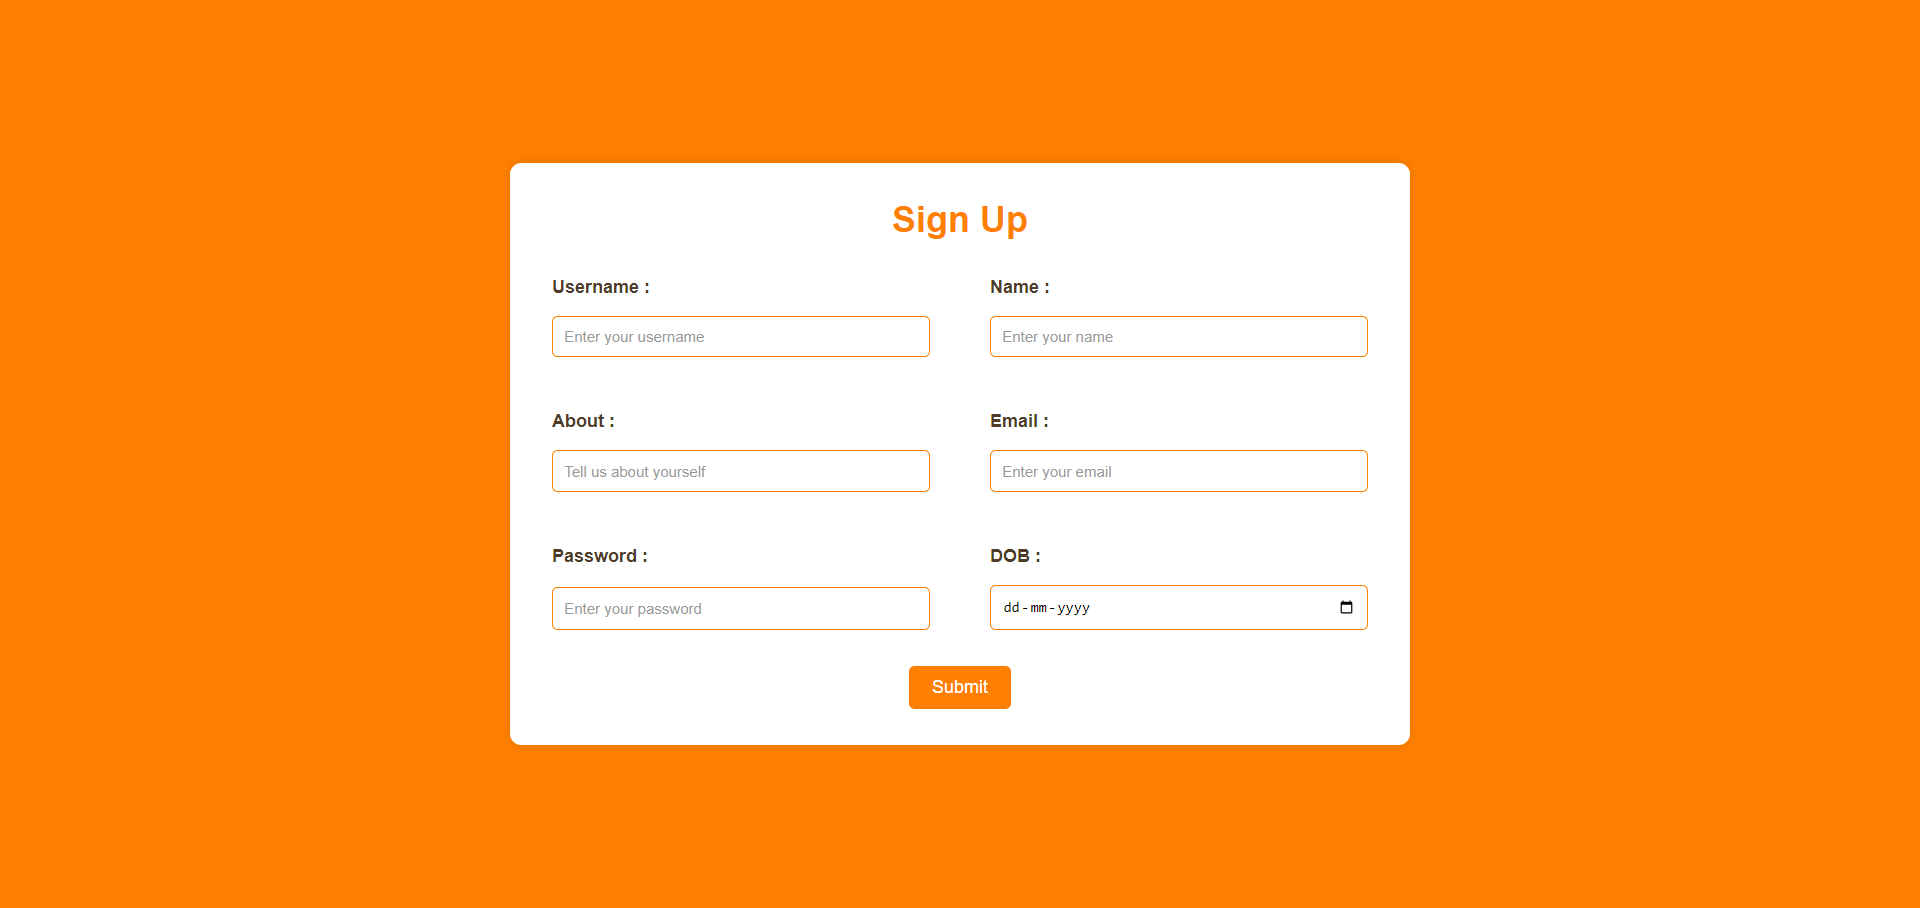 Sign Up
Username :
Name :
Enter your username
Enter your name
About :
Email :
Tell us about yourself
Enter your email
Password :
DOB :
Enter your password
dd-mm-yyyy
Submit